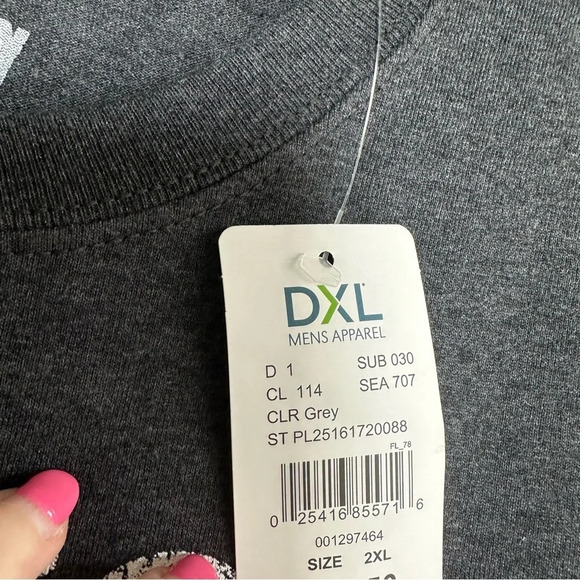 DXL
MENS APPAREL
D 1 SUB 030
CL 114 SEA 707
CLR Grey
ST PL25161720088
FL_78
0 25416 85571 6
001297464
SIZE 2XL